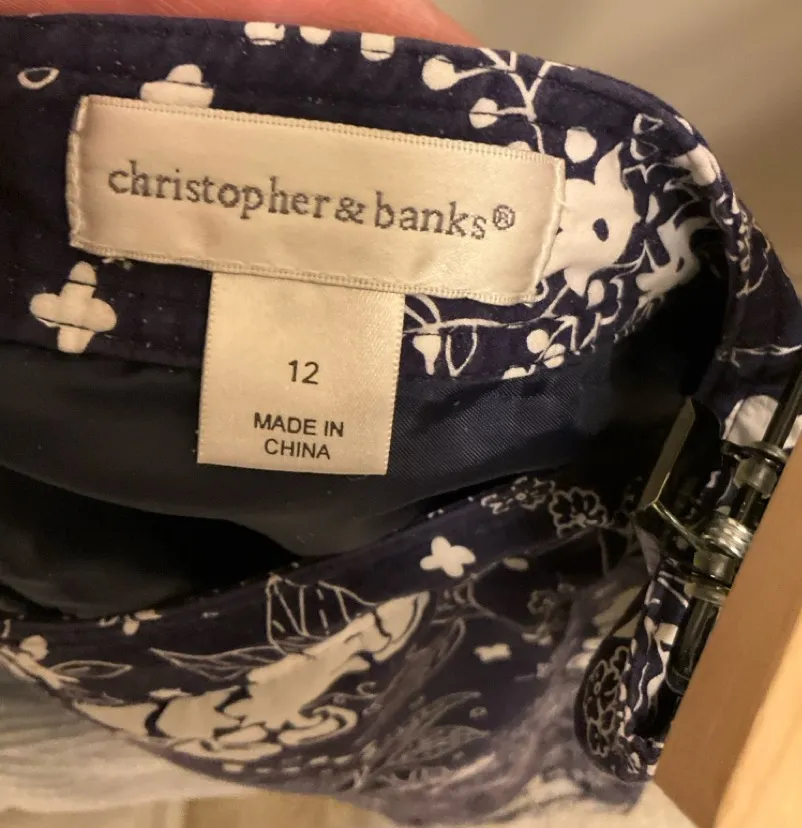 christopher & banks®
12
MADE IN
CHINA